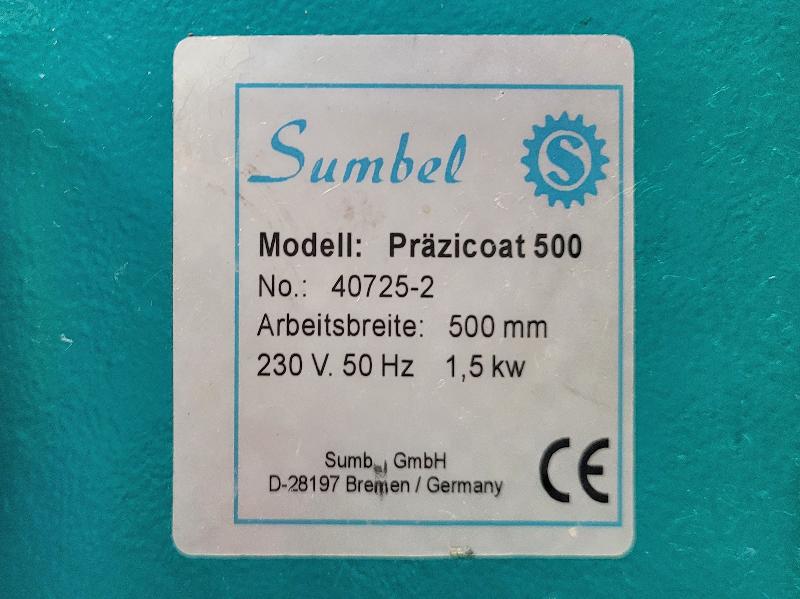 Sumbel
S
Modell: Präzicoat 500
No.: 40725-2
Arbeitsbreite: 500 mm
230 V. 50 Hz 1,5 kw
GmbH
D-28197 Bremen / Germany
CE